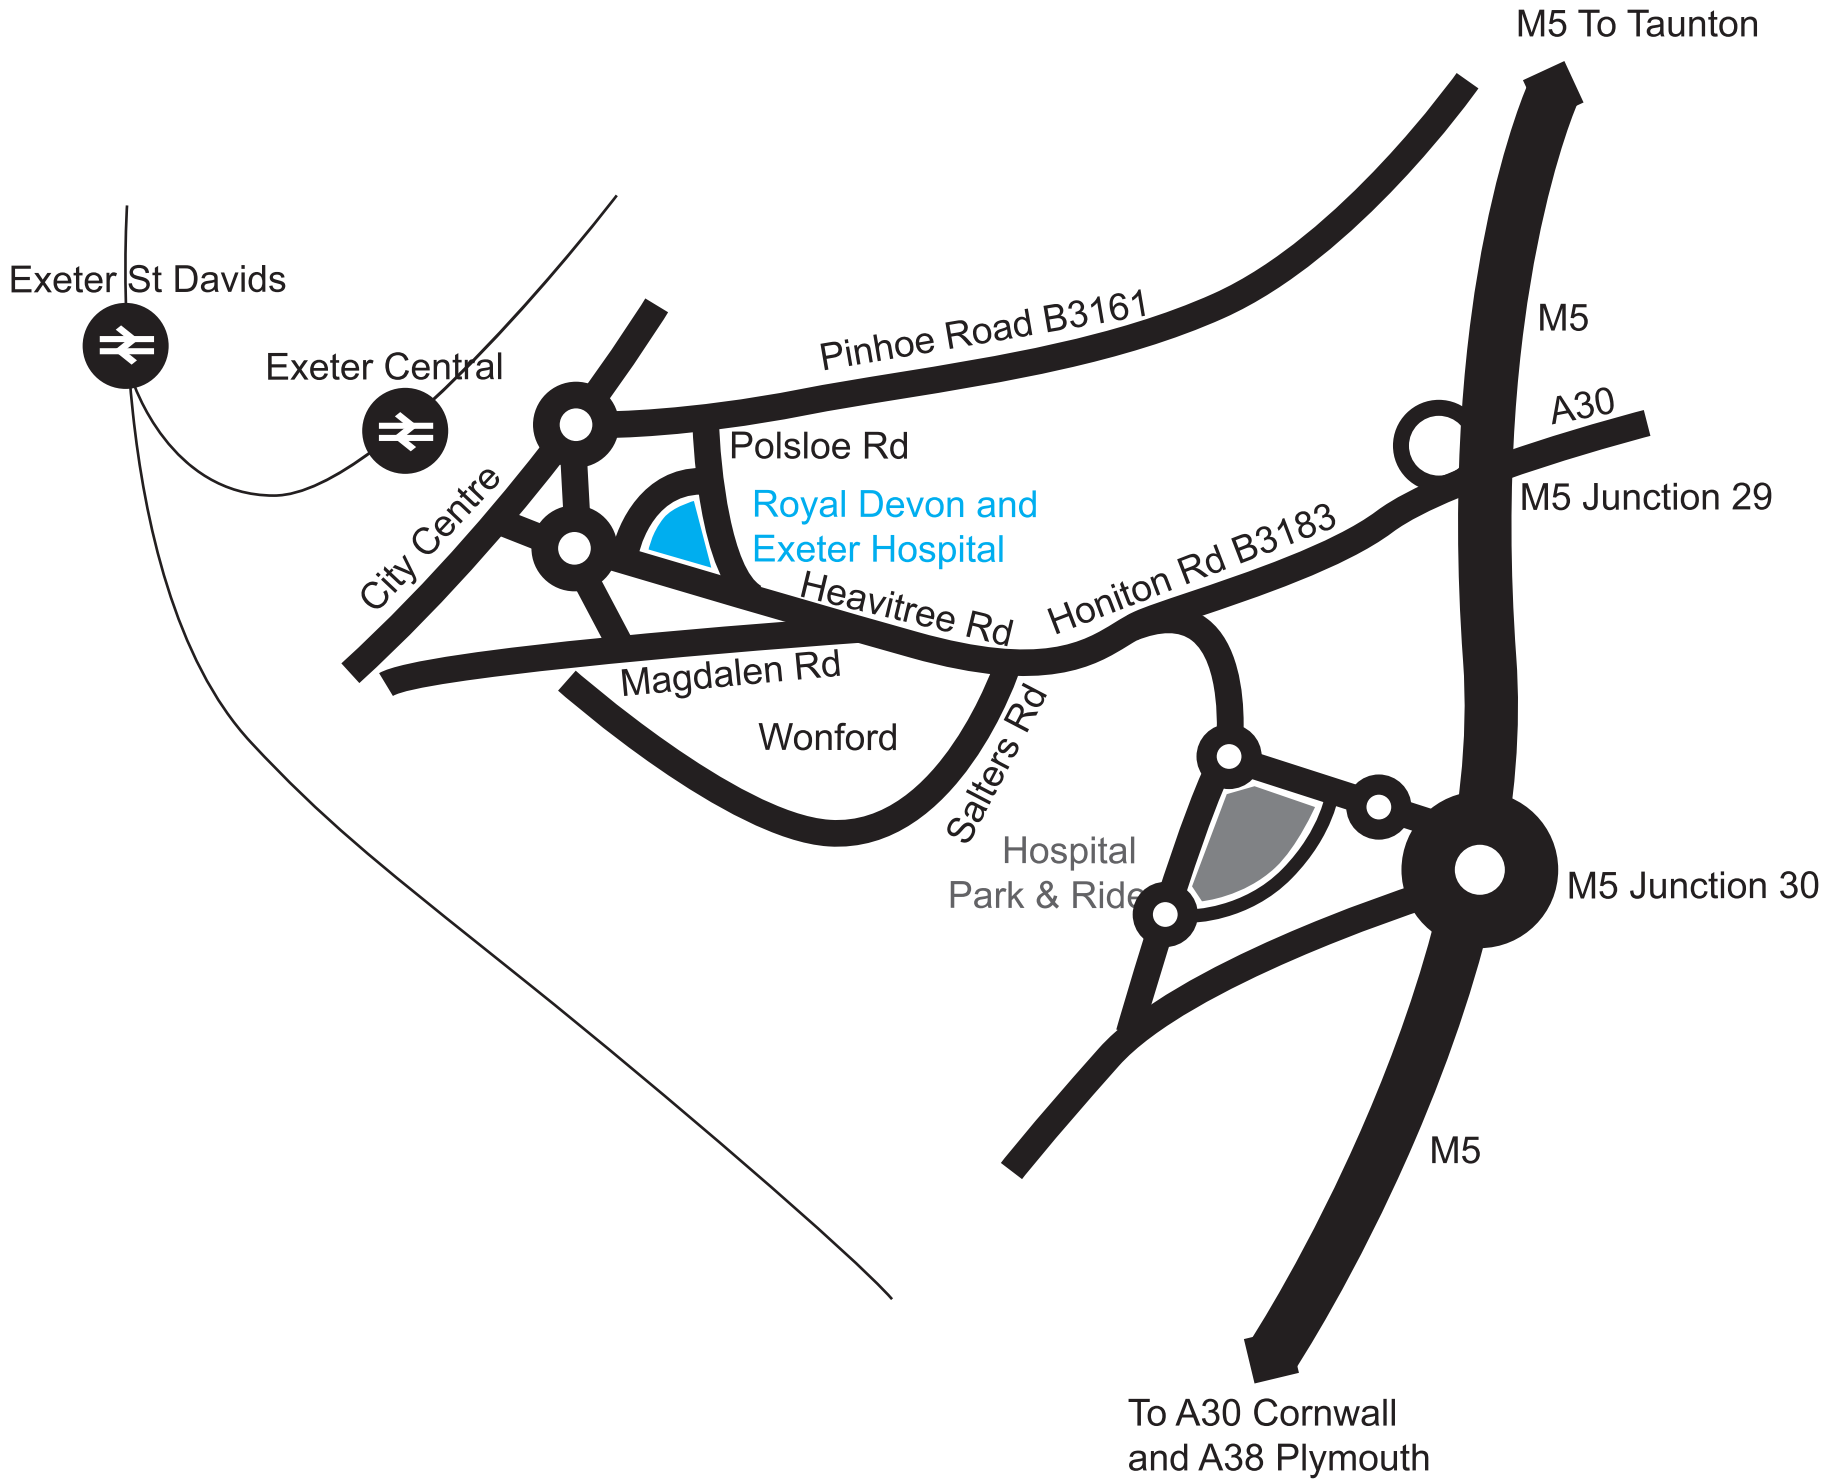 M5 To Taunton
Exeter St Davids
Exeter Central
Pinhoe Road B3161
M5
A30
City Centre
Polsloe Rd
Royal Devon and
Exeter Hospital
M5 Junction 29
Heavitree Rd
Honiton Rd B3183
Magdalen Rd
Wonford
Salters Rd
Hospital
Park & Ride
M5 Junction 30
M5
To A30 Cornwall
and A38 Plymouth